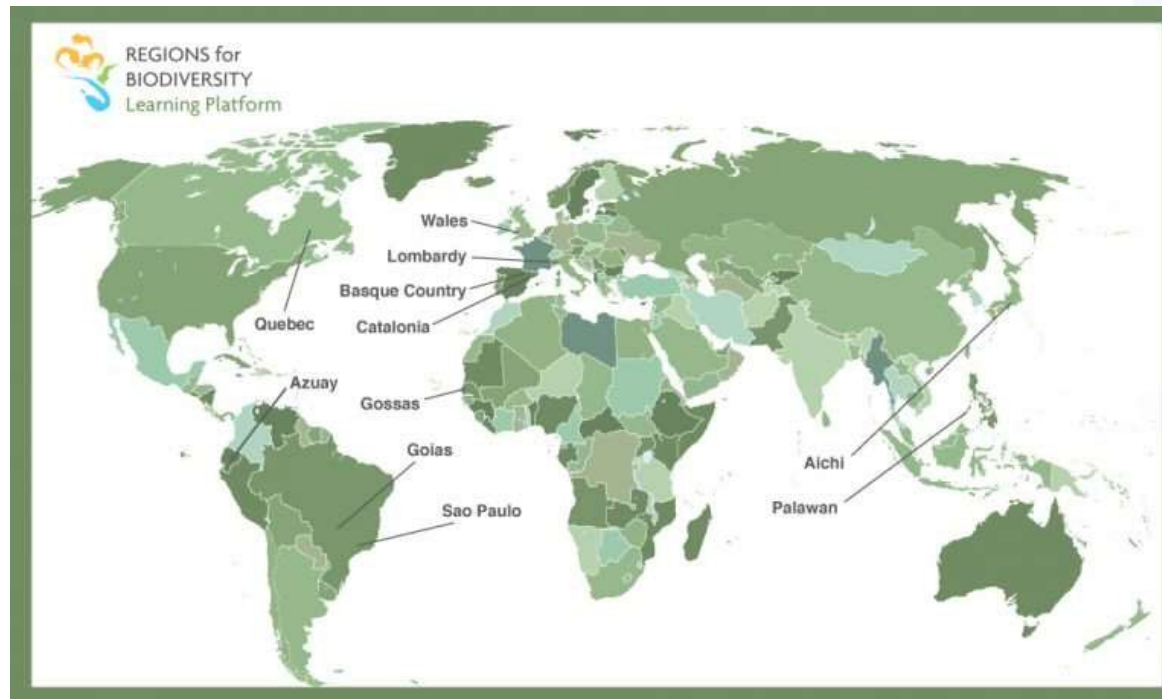 REGIONS for
BIODIVERSITY
Learning Platform
Wales
Lombardy
Basque Country
Catalonia
Quebec
Azuay
Gossas
Goias
Sao Paulo
Aichi
Palawan